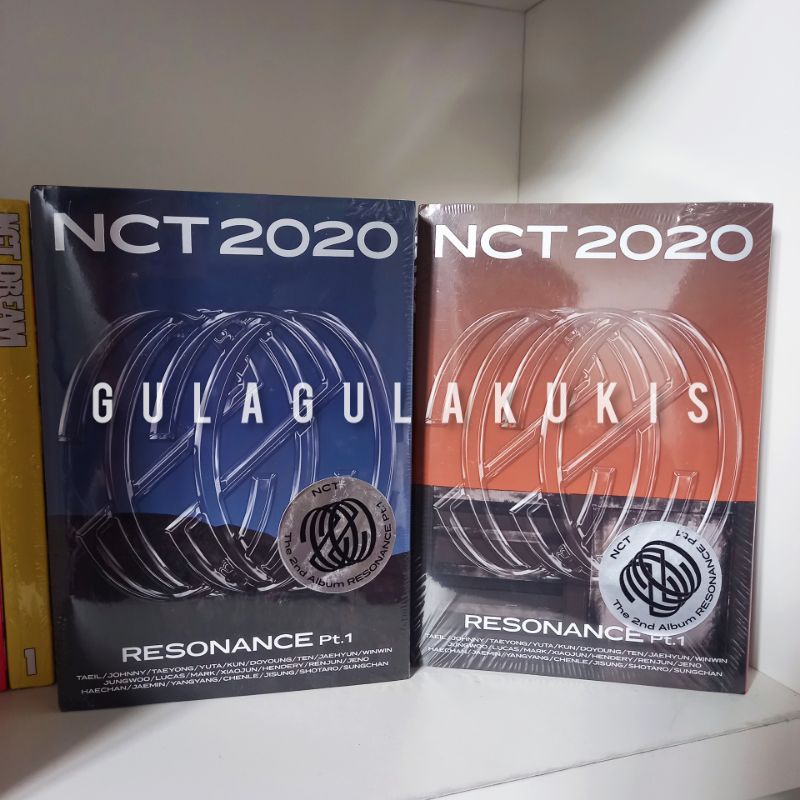 NCT DREAM
1
NCT 2020
NCT
The 2nd Album RESONANCE Pt.1
RESONANCE Pt.1
TAEIL/JOHNNY/TAEYONG/YUTA/KUN/DOYOUNG/TEN/JAEHYUN/WINWIN
JUNGWOO/LUCAS/MARK/XIAOJUN/HENDERY/RENJUN/JENO
HAECHAN/JAEMIN/YANGYANG/CHENLE/JISUNG/SHOTARO/SUNGCHAN
NCT 2020
NCT
The 2nd Album RESONANCE Pt.1
RESONANCE Pt.1
TAEIL/JOHNNY/TAEYONG/YUTA/KUN/DOYOUNG/TEN/JAEHYUN/WINWIN
JUNGWOO/LUCAS/MARK/XIAOJUN/HENDERY/RENJUN/JENO
HAECHAN/JAEMIN/YANGYANG/CHENLE/JISUNG/SHOTARO/SUNGCHAN
GULAGULAKUKIS